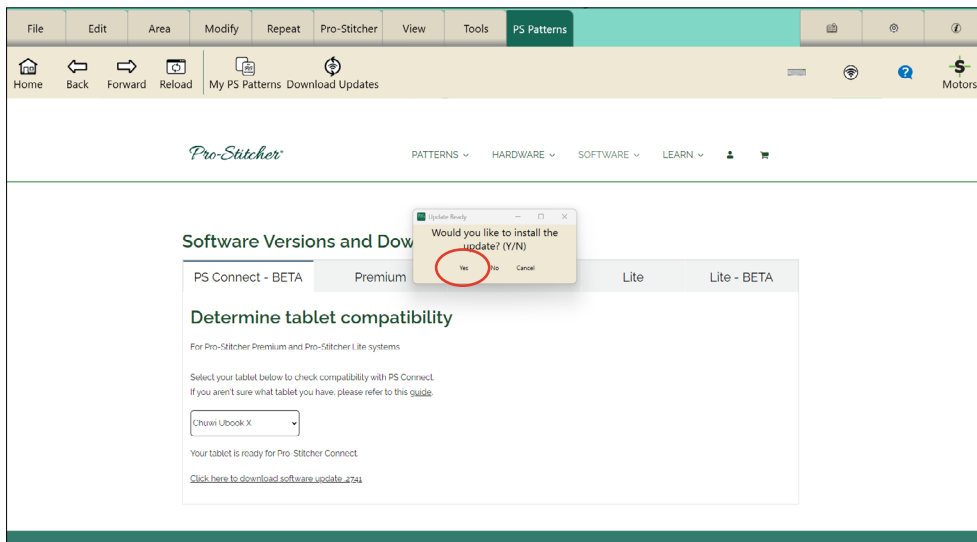 File Edit Area Modify Repeat Pro-Stitcher View Tools PS Patterns
Home Back Forward Reload My PS Patterns Download Updates Motors
Pro-Stitcher®
PATTERNS HARDWARE SOFTWARE LEARN
Update Ready
Would you like to install the
update? (Y/N)
Yes No Cancel
Software Versions and Dow
PS Connect - BETA Premium Lite Lite - BETA
Determine tablet compatibility
For Pro-Stitcher Premium and Pro-Stitcher Lite systems
Select your tablet below to check compatibility with PS Connect.
If you aren't sure what tablet you have, please refer to this guide.
Chuwi Ubook X
Your tablet is ready for Pro-Stitcher Connect.
Click here to download software update .2741